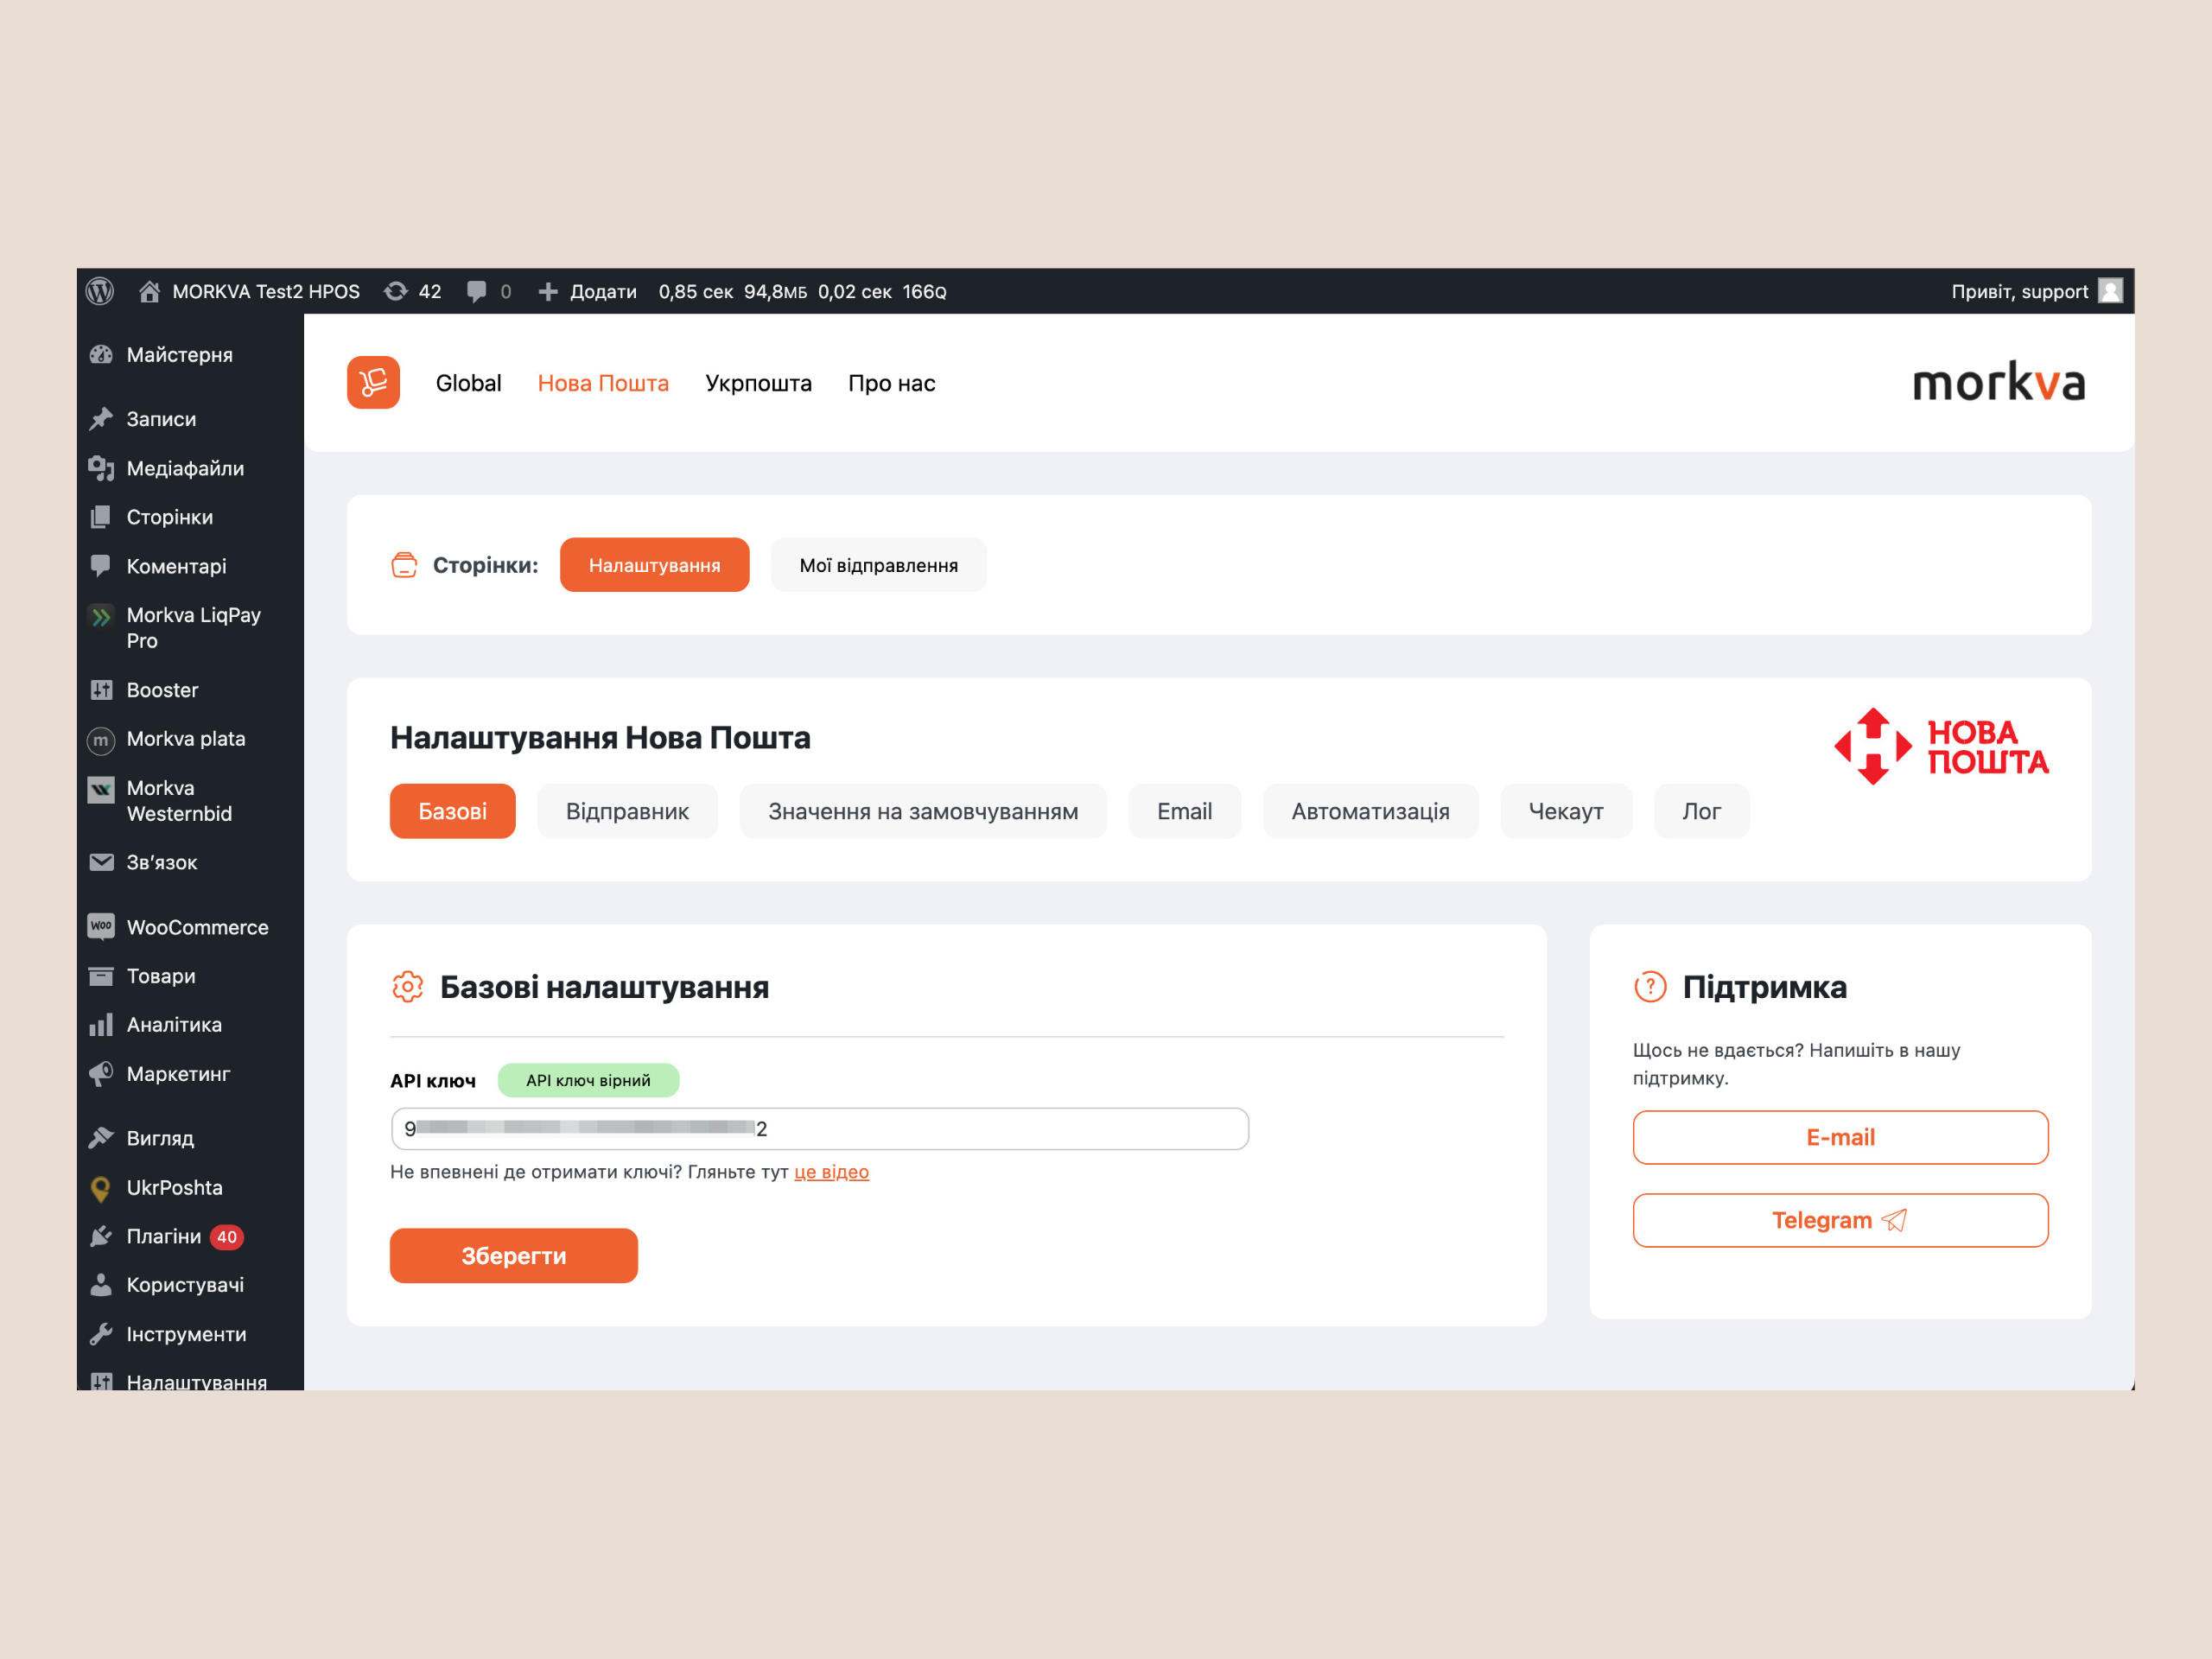 MORKVA Test2 HPOS 42 0 Додати 0,85 сек 94,8МБ 0,02 сек 166Q Привіт, support
Майстерня
Записи
Медіафайли
Сторінки
Коментарі
Morkva LiqPay
Pro
Booster
m Morkva plata
Morkva
Westernbid
Зв’язок
Woo WooCommerce
Товари
Аналітика
Маркетинг
Вигляд
UkrPoshta
Плагіни 40
Користувачі
Інструменти
Налаштування
Global Нова Пошта Укрпошта Про нас
morkva
Сторінки: Налаштування Мої відправлення
Налаштування Нова Пошта
НОВА
ПОШТА
Базові Відправник Значення на замовчуванням Email Автоматизація Чекаут Лог
Базові налаштування
API ключ API ключ вірний
9 2
Не впевнені де отримати ключі? Гляньте тут це відео
Зберегти
Підтримка
Щось не вдається? Напишіть в нашу
підтримку.
E-mail
Telegram